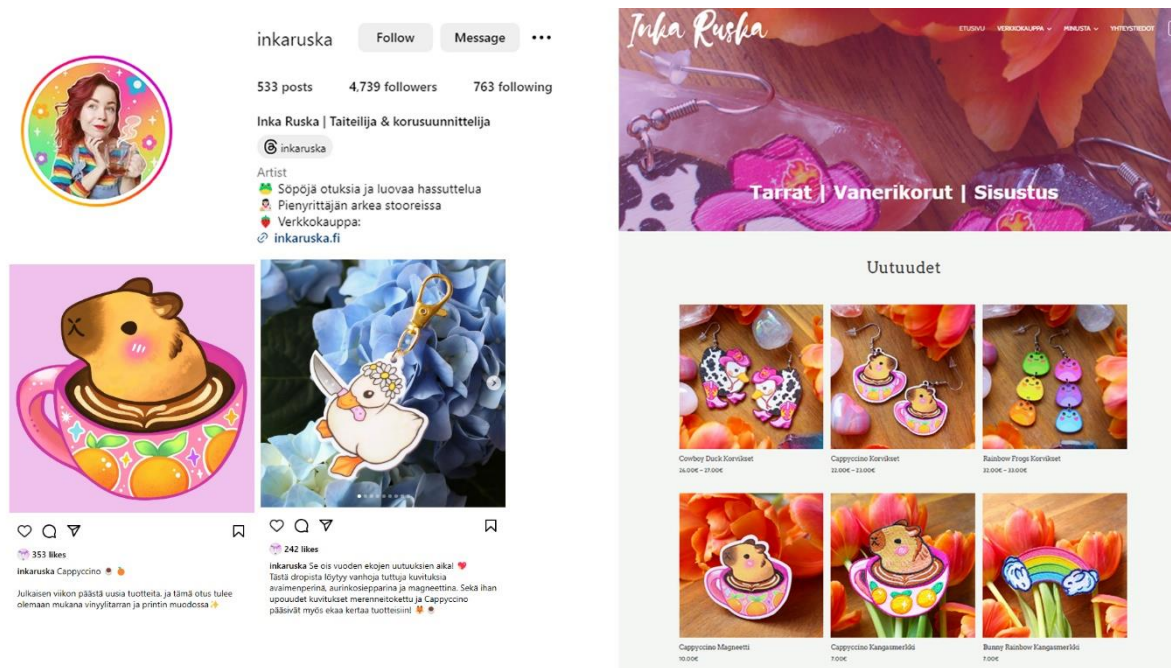 inkaruska
Follow
Message
533 posts
4,739 followers
763 following
Inka Ruska | Taiteilija & korusuunnittelija
inkaruska
Artist
Söpöjä otuksia ja luovaa hassuttelua
Pienyrittäjän arkea stooreissa
Verkkokauppa:
inkaruska.fi
353 likes
inkaruska Cappyccino
Julkaisen viikon päästä uusia tuotteita, ja tämä otus tulee
olemaan mukana vinyylitarran ja printin muodossa
242 likes
inkaruska Se ois vuoden ekojen uutuuksien aika!
Tästä dropista löytyy vanhoja tuttuja kuvituksia
avaimenperinä, aurinkosiepparina ja magneettina. Sekä ihan
upouudet kuvitukset merenneitokettu ja Cappyccino
pääsivät myös ekaa kertaa tuotteisiin!
Inka Ruska
ETUSIVU
VERKKOKAUPPA
MINUSTA
YHTEYSTIEDOT
Tarrat | Vanerikorut | Sisustus
Uutuudet
Cowboy Duck Korvikset
26.00€ – 27.00€
Cappyccino Korvikset
22.00€ – 23.00€
Rainbow Frogs Korvikset
32.00€ – 33.00€
Cappyccino Magneetti
10.00€
Cappyccino Kangasmerkki
7.00€
Bunny Rainbow Kangasmerkki
7.00€